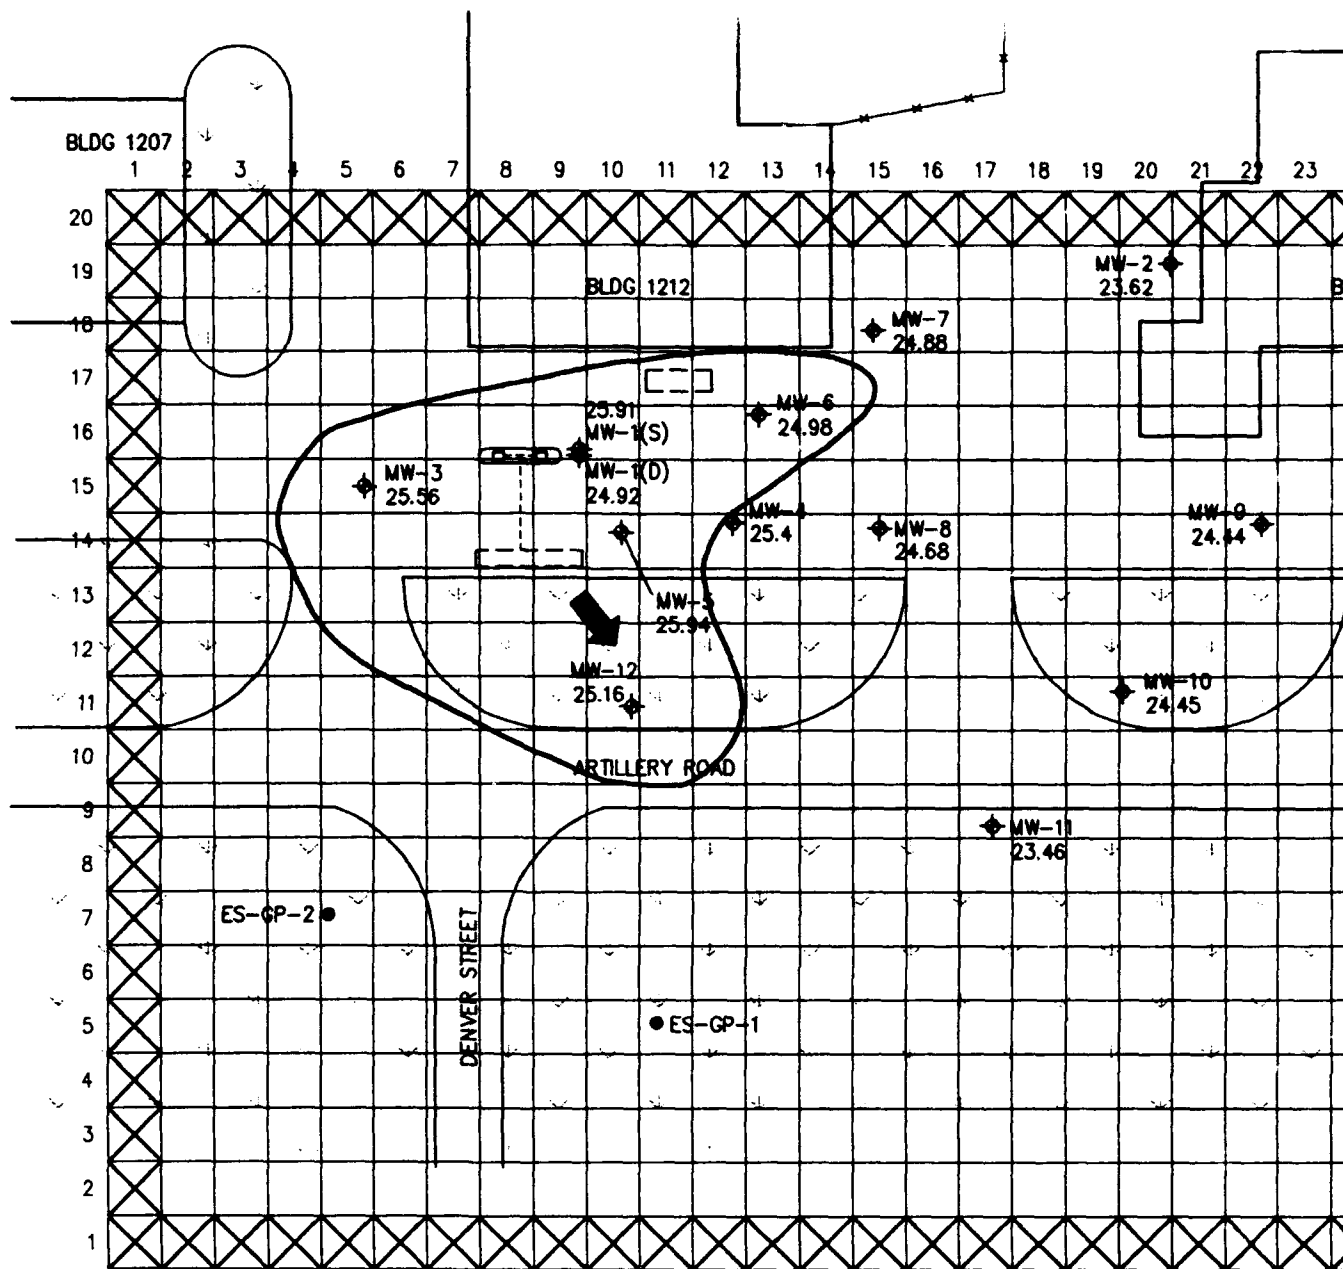 BLDG 1207
1 2 3 4 5 6 7 8 9 10 11 12 13 14 15 16 17 18 19 20 21 22 23
20
19
MW-2
23.62
BLDG 1212
B
18
MW-7
24.88
17
16
25.91
MW-1(S)
MW-6
24.98
15
MW-3
25.56
MW-1(D)
24.92
MW-4
25.4
MW-8
24.68
MW-9
24.44
14
13
MW-5
25.94
12
MW-12
25.16
11
MW-10
24.45
10
ARTILLERY ROAD
9
MW-11
23.46
8
7
ES-GP-2
DENVER STREET
6
5
ES-GP-1
4
3
2
1